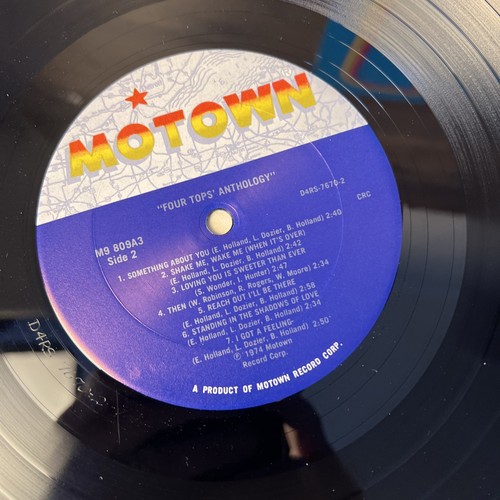 MOTOWN
"FOUR TOPS' ANTHOLOGY"
M9 809A3
Side 2
D4RS-7670-2
CRC
1. SOMETHING ABOUT YOU (E. Holland, L. Dozier, B. Holland) 2:40
2. SHAKE ME, WAKE ME (WHEN IT'S OVER)
(E. Holland, L. Dozier, B. Holland) 2:42
3. LOVING YOU IS SWEETER THAN EVER
(S. Wonder, I. Hunter) 2:47
4. THEN (W. Robinson, R. Rogers, W. Moore) 2:34
5. REACH OUT I'LL BE THERE
(E. Holland, L. Dozier, B. Holland) 2:58
6. STANDING IN THE SHADOWS OF LOVE
(E. Holland, L. Dozier, B. Holland) 2:34
7. I GOT A FEELING-
(E. Holland, L. Dozier, B. Holland) 2:50
℗ 1974 Motown
Record Corp.
A PRODUCT OF MOTOWN RECORD CORP.
D4RS